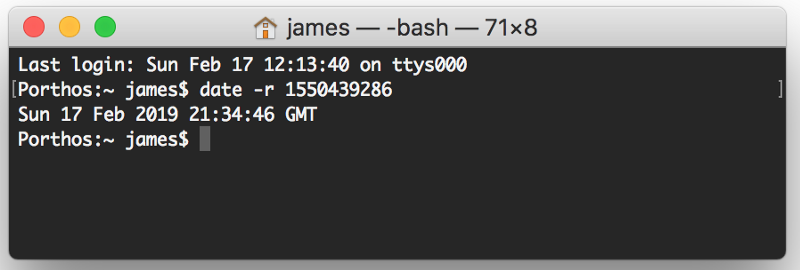 james — -bash — 71×8
Last login: Sun Feb 17 12:13:40 on ttys000
[Porthos:~ james$ date -r 1550439286 ]
Sun 17 Feb 2019 21:34:46 GMT
Porthos:~ james$